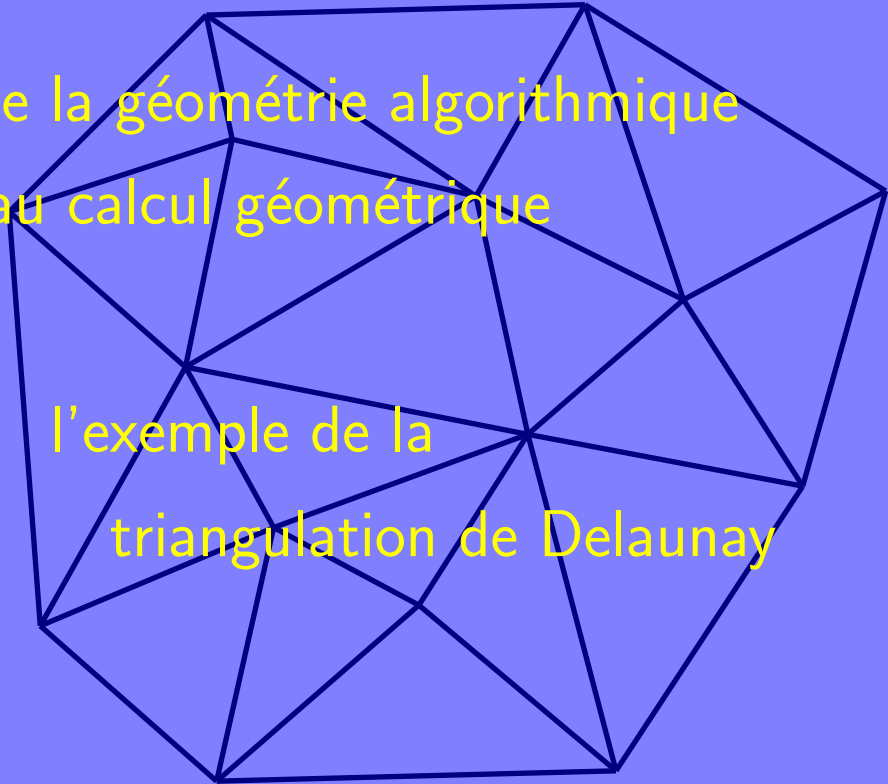 e la géométrie algorithmique
au calcul géométrique
l'exemple de la
triangulation de Delaunay